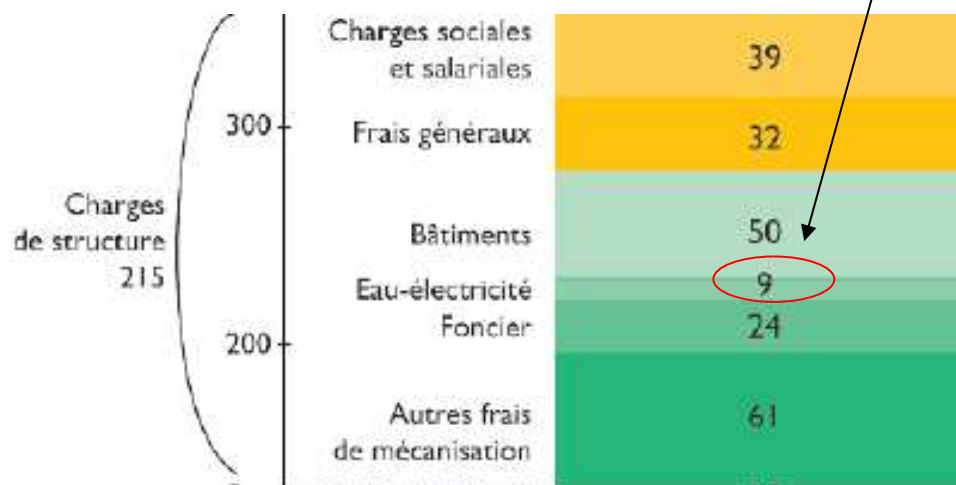 Charges sociales
et salariales
39
300
Frais généraux
32
Charges
de structure
215
Bâtiments
50
Eau-électricité
9
Foncier
24
200
Autres frais
de mécanisation
61